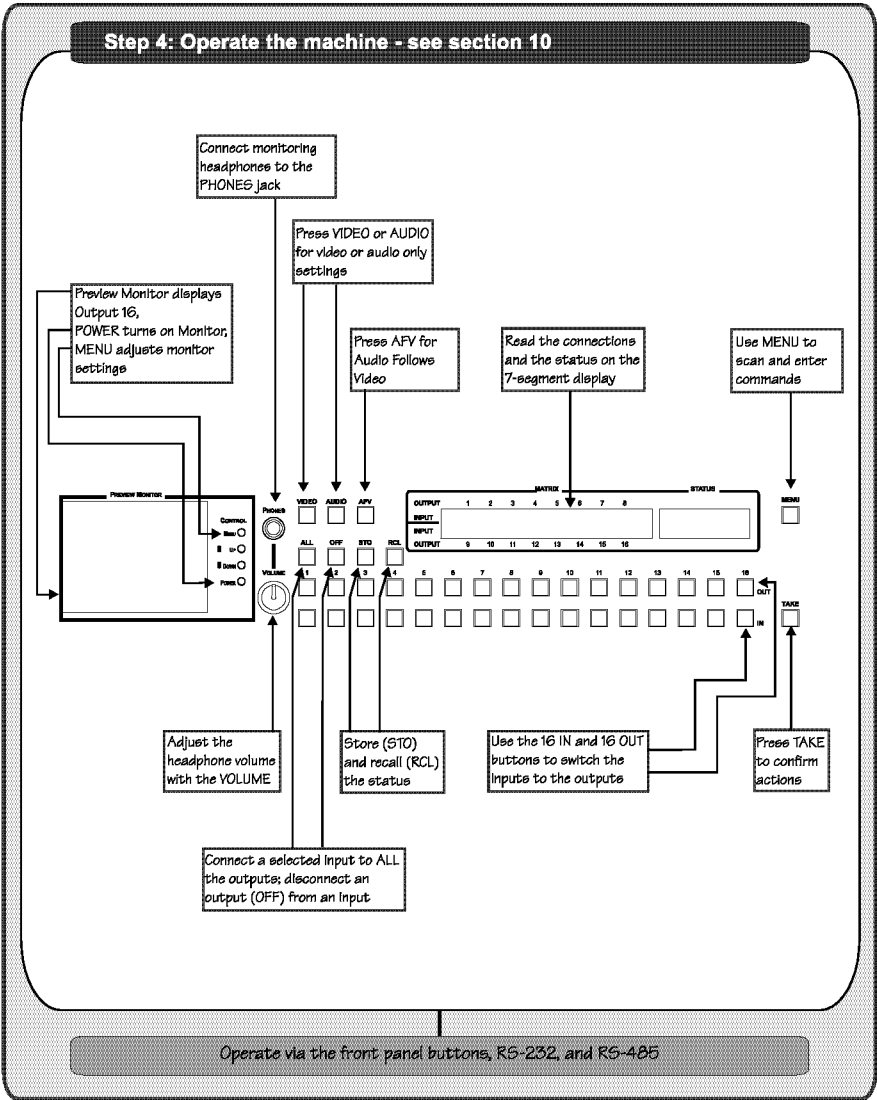 Step 4: Operate the machine - see section 10
Connect monitoring
headphones to the
PHONES jack
Press VIDEO or AUDIO
for video or audio only
settings
Preview Monitor displays
Output 16,
POWER turns on Monitor,
MENU adjusts monitor
settings
Press AFV for
Audio Follows
Video
Read the connections
and the status on the
7-segment display
Use MENU to
scan and enter
commands
PREVIEW MONITOR
CONTROL
MENU
UP
DOWN
POWER
PHONES
VOLUME
VIDEO AUDIO AFV
ALL OFF STO RCL
MATRIX STATUS
OUTPUT 1 2 3 4 5 6 7 8
INPUT
INPUT
OUTPUT 9 10 11 12 13 14 15 16
MENU
1 2 3 4 5 6 7 8 9 10 11 12 13 14 15 16
OUT
IN
TAKE
Adjust the
headphone volume
with the VOLUME
Store (STO)
and recall (RCL)
the status
Use the 16 IN and 16 OUT
buttons to switch the
inputs to the outputs
Press TAKE
to confirm
actions
Connect a selected input to ALL
the outputs; disconnect an
output (OFF) from an input
Operate via the front panel buttons, RS-232, and RS-485